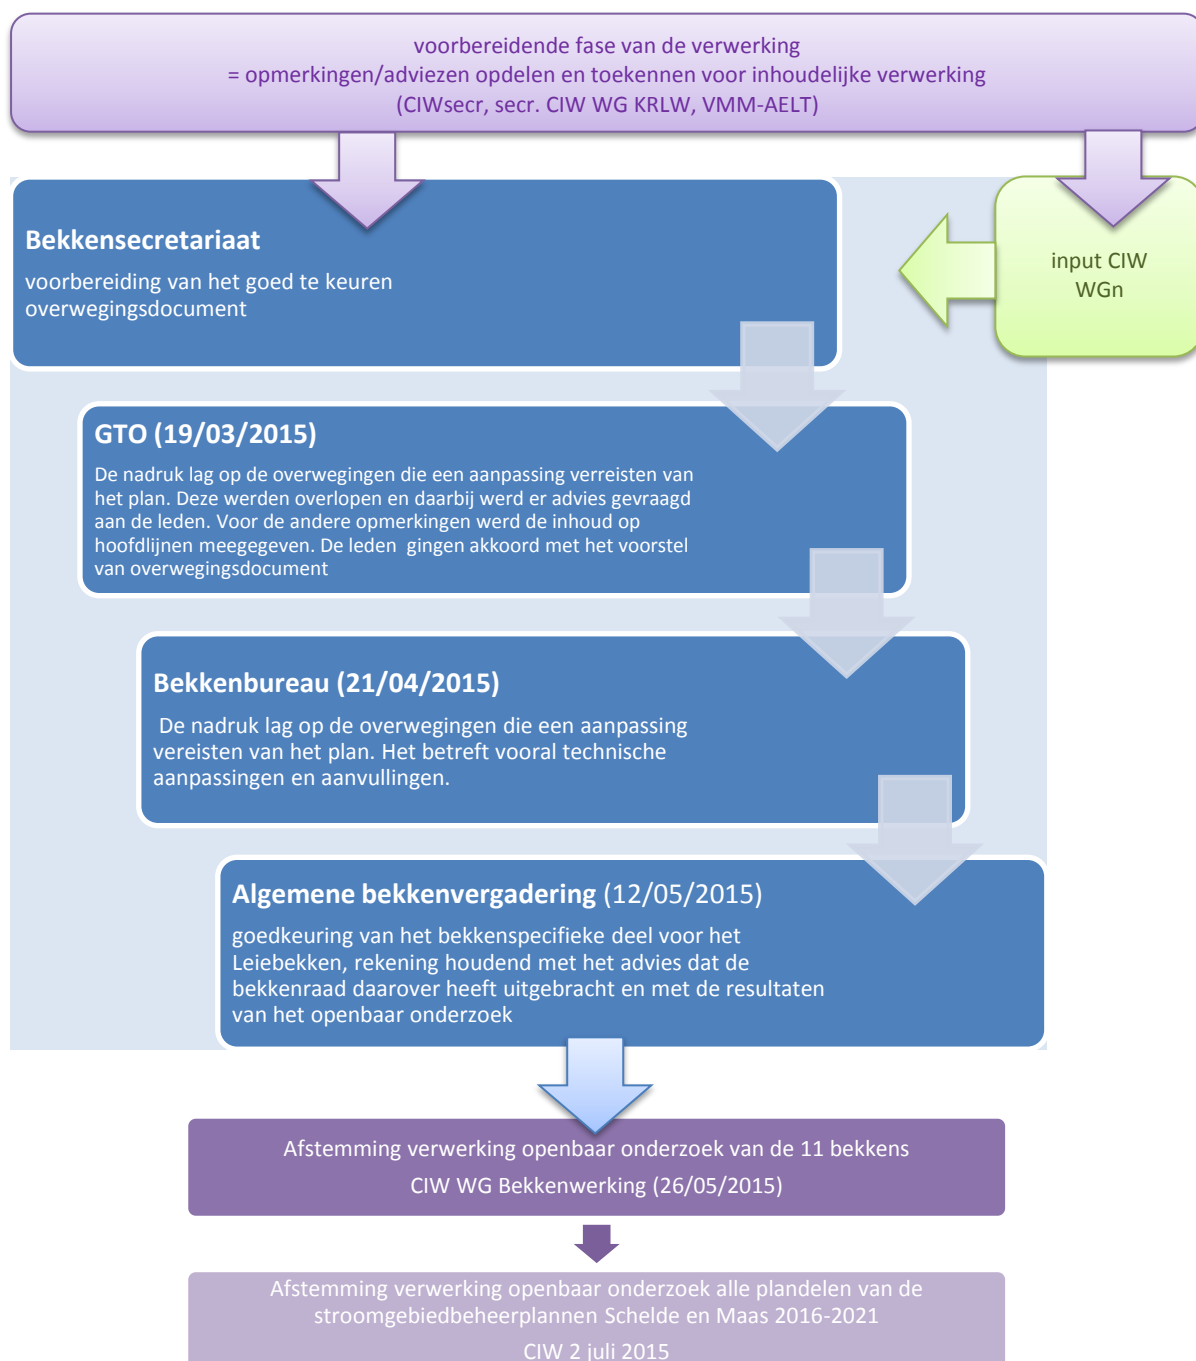 voorbereidende fase van de verwerking
= opmerkingen/adviezen opdelen en toekennen voor inhoudelijke verwerking
(CIWsecr, secr. CIW WG KRLW, VMM-AELT)
Bekkensecretariaat
voorbereiding van het goed te keuren
overwegingsdocument
input CIW
WGn
GTO (19/03/2015)
De nadruk lag op de overwegingen die een aanpassing verreisten van
het plan. Deze werden overlopen en daarbij werd er advies gevraagd
aan de leden. Voor de andere opmerkingen werd de inhoud op
hoofdlijnen meegegeven. De leden gingen akkoord met het voorstel
van overwegingsdocument
Bekkenbureau (21/04/2015)
De nadruk lag op de overwegingen die een aanpassing
vereisten van het plan. Het betreft vooral technische
aanpassingen en aanvullingen.
Algemene bekkenvergadering (12/05/2015)
goedkeuring van het bekkenspecifieke deel voor het
Leiebekken, rekening houdend met het advies dat de
bekkenraad daarover heeft uitgebracht en met de resultaten
van het openbaar onderzoek
Afstemming verwerking openbaar onderzoek van de 11 bekkens
CIW WG Bekkenwerking (26/05/2015)
Afstemming verwerking openbaar onderzoek alle plandelen van de
stroomgebiedbeheerplannen Schelde en Maas 2016-2021
CIW 2 juli 2015